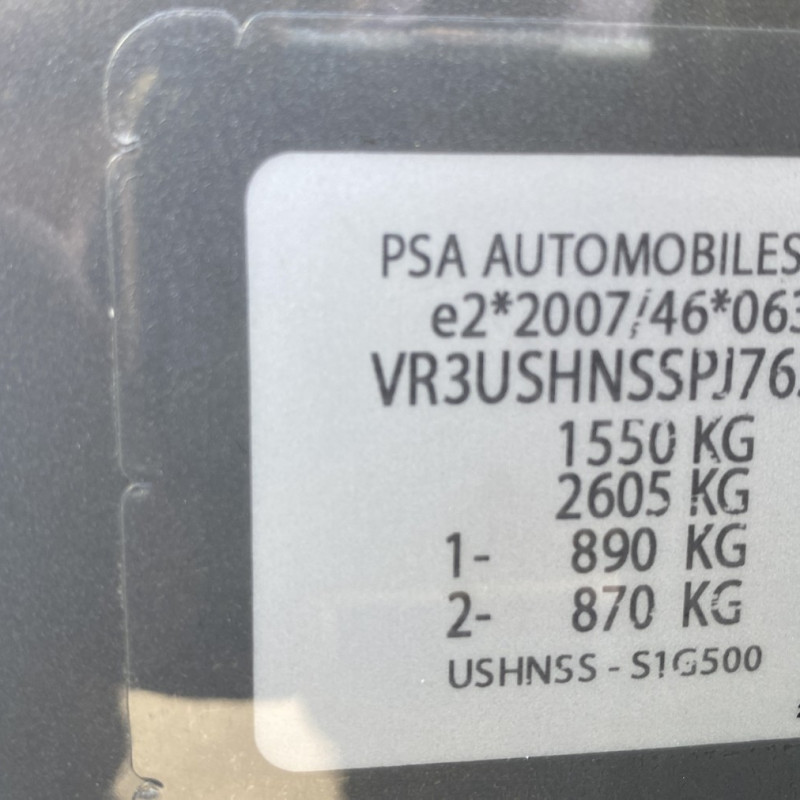 PSA AUTOMOBILES
e2*2007/46*063
VR3USHNSSPJ76
1550 KG
2605 KG
1- 890 KG
2- 870 KG
USHNSS - S1G500